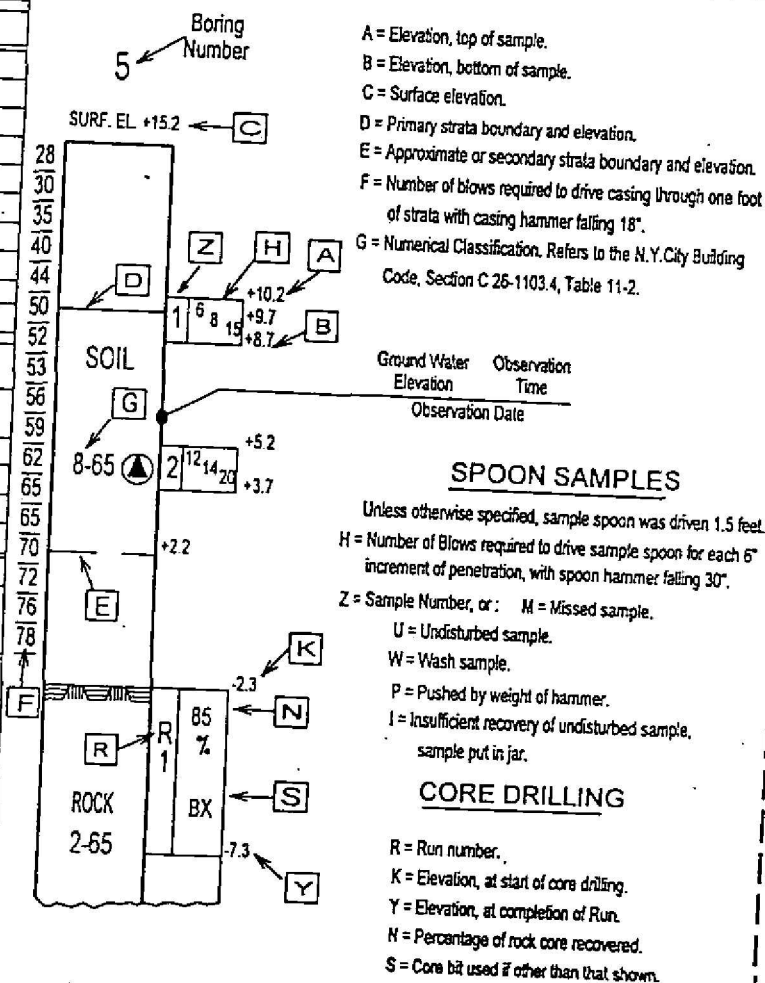 Boring
Number
5
SURF. EL +15.2
C
28
30
35
40
44
50
52
53
56
59
62
65
65
70
72
76
78
F
D
Z
H
A
1
6
8
15
+10.2
+9.7
+8.7
B
SOIL
G
8-65
2
12
14
20
+5.2
+3.7
+2.2
E
K
-2.3
N
R
1
85
%
R
S
BX
ROCK
2-65
-7.3
Y
A = Elevation, top of sample.
B = Elevation, bottom of sample.
C = Surface elevation.
D = Primary strata boundary and elevation.
E = Approximate or secondary strata boundary and elevation.
F = Number of blows required to drive casing through one foot
of strata with casing hammer falling 18".
G = Numerical Classification. Refers to the N.Y.City Building
Code, Section C 26-1103.4, Table 11-2.
Ground Water Observation
Elevation Time
Observation Date
SPOON SAMPLES
Unless otherwise specified, sample spoon was driven 1.5 feet.
H = Number of Blows required to drive sample spoon for each 6"
increment of penetration, with spoon hammer falling 30".
Z = Sample Number, or : M = Missed sample.
U = Undisturbed sample.
W = Wash sample.
P = Pushed by weight of hammer.
I = Insufficient recovery of undisturbed sample,
sample put in jar.
CORE DRILLING
R = Run number.
K = Elevation, at start of core drilling.
Y = Elevation, at completion of Run.
N = Percentage of rock core recovered.
S = Core bit used if other than that shown.